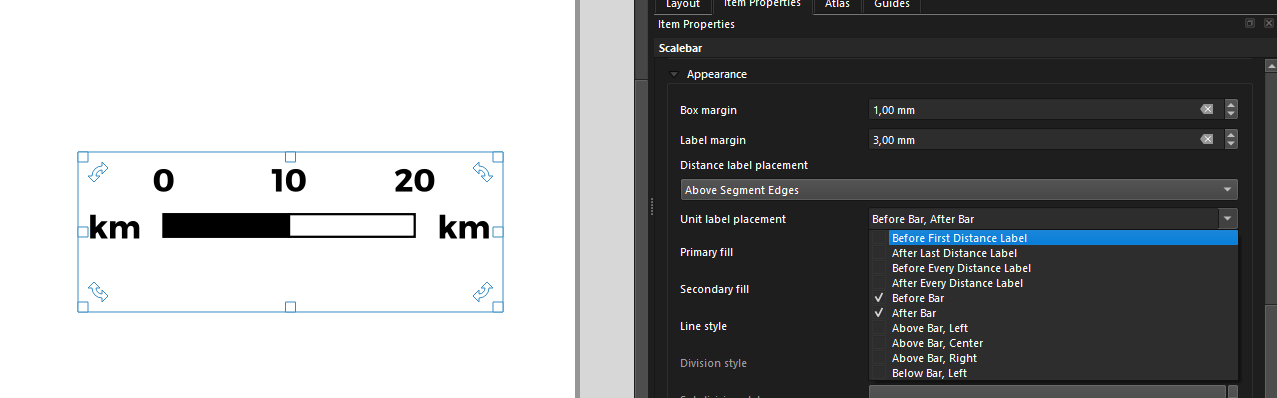 0 10 20
km km
Layout Item Properties Atlas Guides
Item Properties
Scalebar
Appearance
Box margin 1,00 mm
Label margin 3,00 mm
Distance label placement
Above Segment Edges
Unit label placement Before Bar, After Bar
Before First Distance Label
Primary fill
After Last Distance Label
Before Every Distance Label
After Every Distance Label
Secondary fill
Before Bar
After Bar
Line style
Above Bar, Left
Above Bar, Center
Above Bar, Right
Division style
Below Bar, Left